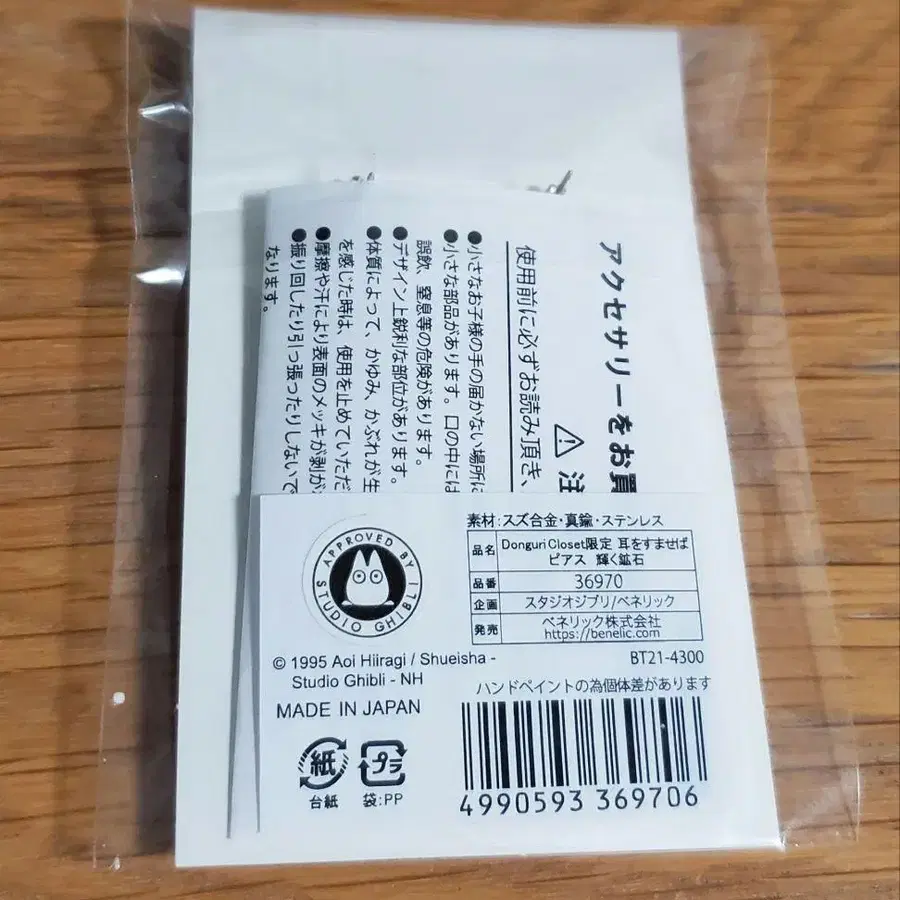 アクセサリーをお買
使用前に必ずお読み頂き、
⚠ 注
●小さなお子様の手の届かない場所に
●小さな部品があります。口の中には
誤飲、窒息等の危険があります。
●デザイン上鋭利な部位があります。
●体質によって、かゆみ かぶれが生
を感じた時は、使用を止めていただ
●摩擦や汗により表面のメッキが剥が
●振り回したり引っ張ったりしないで
なります。
APPROVED BY
STUDIO GHIBLI
素材:スズ合金・真鍮・ステンレス
品名 Donguri Closet限定 耳をすませば
ピアス 輝く鉱石
品番 36970
企画 スタジオジブリ/ベネリック
発売 ベネリック株式会社
https://benelic.com
BT21-4300
© 1995 Aoi Hiiragi / Shueisha -
Studio Ghibli - NH
MADE IN JAPAN
ハンドペイントの為個体差があります
紙
台紙
プラ
袋:PP
4990593 369706